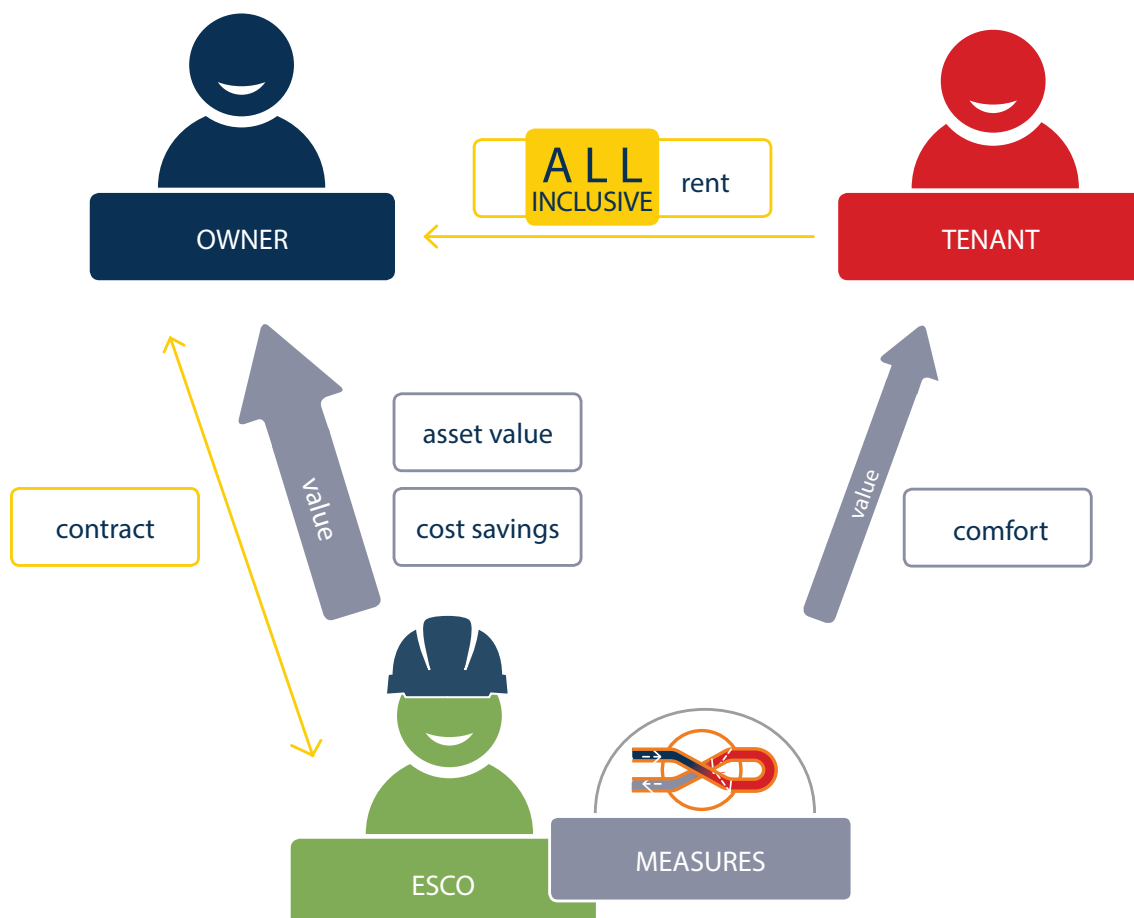 ALL
INCLUSIVE
rent
OWNER
TENANT
asset value
value
cost savings
contract
value
comfort
MEASURES
ESCO